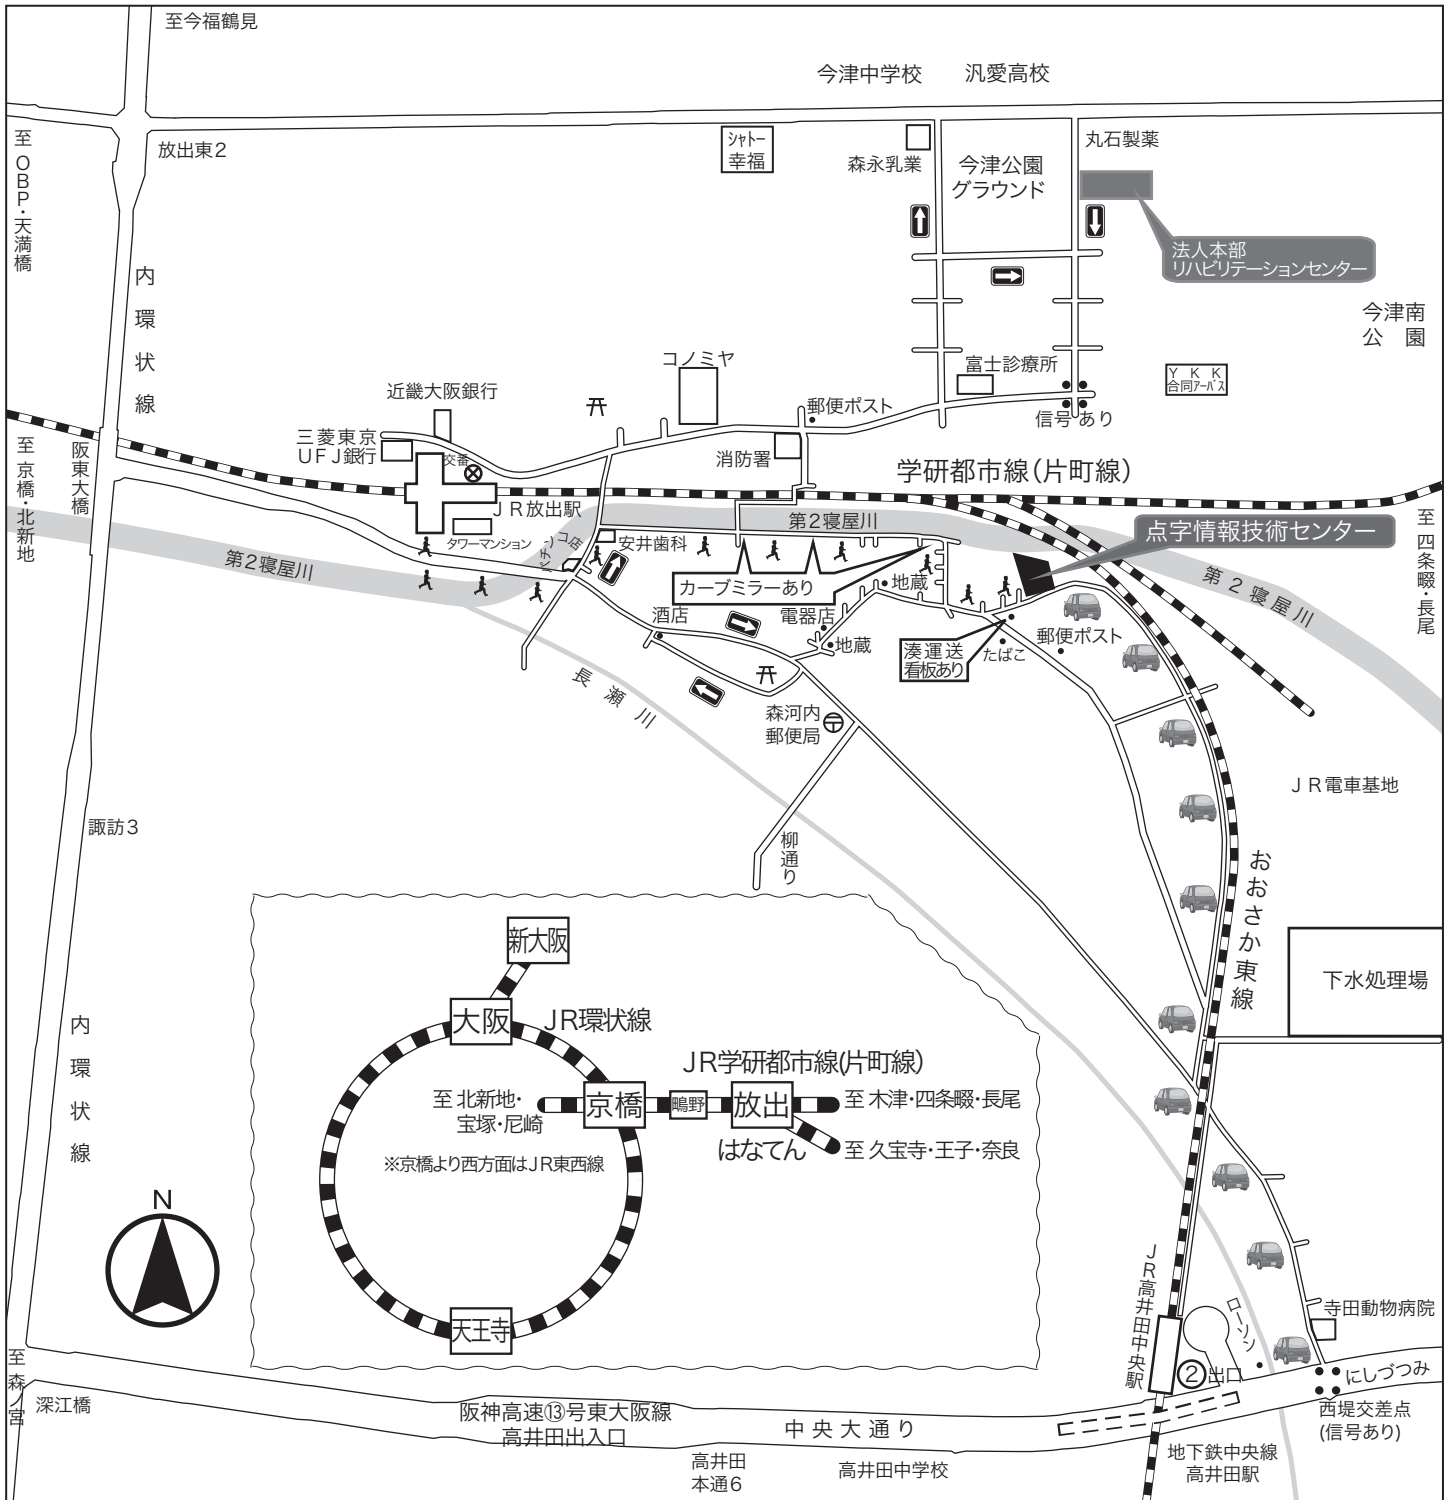 至今福鶴見
今津中学校
汎愛高校
至OBP・天満橋
放出東2
シャトー
幸福
森永乳業
今津公園
グラウンド
丸石製薬
法人本部
リハビリテーションセンター
内環状線
今津南
公園
コノミヤ
富士診療所
YKK
合同アーバス
近畿大阪銀行
郵便ポスト
信号あり
三菱東京
UFJ銀行
交番
消防署
至京橋・北新地
阪東大橋
学研都市線(片町線)
JR放出駅
第2寝屋川
点字情報技術センター
至四条畷・長尾
タワーマンション
パチンコ店
安井歯科
第2寝屋川
カーブミラーあり
地蔵
第2寝屋川
酒店
電器店
地蔵
湊運送
看板あり
たばこ
郵便ポスト
長瀬川
森河内
郵便局
JR電車基地
諏訪3
柳通り
おおさか東線
新大阪
下水処理場
大阪
JR環状線
内環状線
JR学研都市線(片町線)
至 北新地・
宝塚・尼崎
京橋
鴫野
放出
至 木津・四条畷・長尾
はなてん
至 久宝寺・王子・奈良
※京橋より西方面はJR東西線
N
天王寺
JR高井田中央駅
ローソン
寺田動物病院
至森ノ宮
深江橋
②出口
にしづつみ
阪神高速⑬号東大阪線
高井田出入口
中央大通り
西堤交差点
(信号あり)
高井田
本通6
高井田中学校
地下鉄中央線
高井田駅